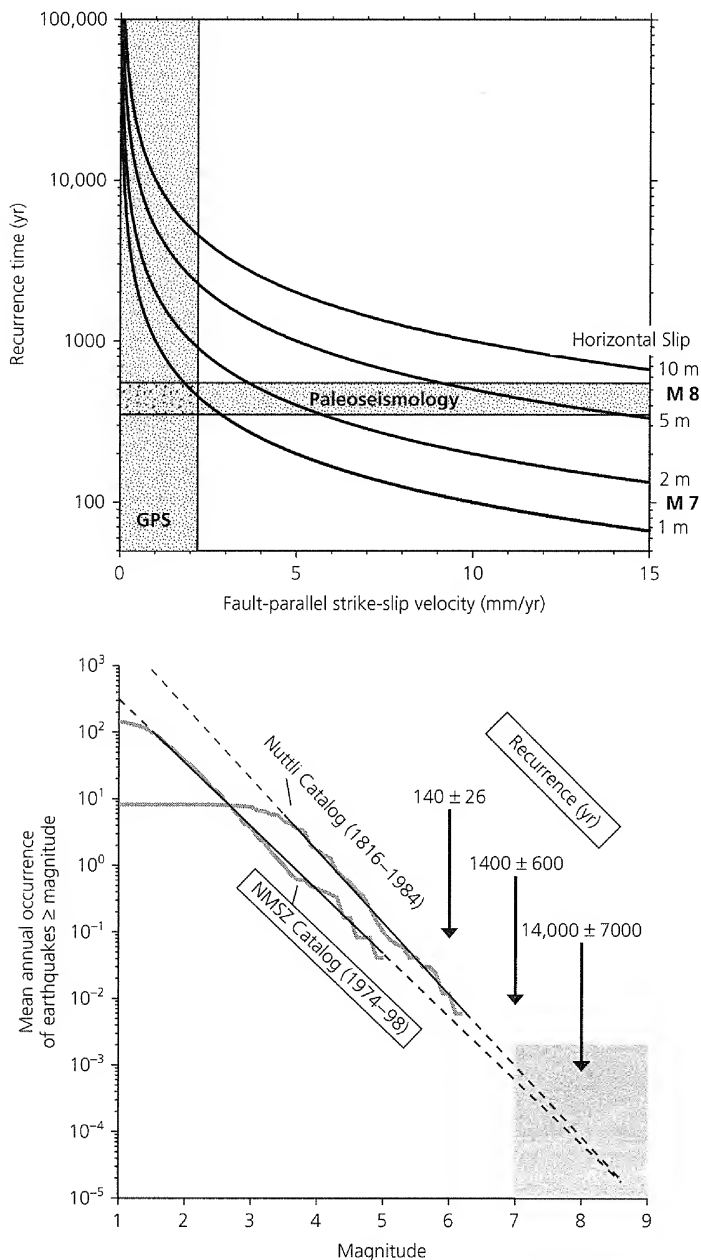 100,000
10,000
1000
100
Recurrence time (yr)
Horizontal Slip
10 m
M 8
5 m
2 m
M 7
1 m
Paleoseismology
GPS
0
5
10
15
Fault-parallel strike-slip velocity (mm/yr)
10³
10²
10¹
10⁰
10⁻¹
10⁻²
10⁻³
10⁻⁴
10⁻⁵
Mean annual occurrence
of earthquakes ≥ magnitude
Nuttli Catalog (1816–1984)
NMSZ Catalog (1974–98)
Recurrence (yr)
140 ± 26
1400 ± 600
14,000 ± 7000
1
2
3
4
5
6
7
8
9
Magnitude